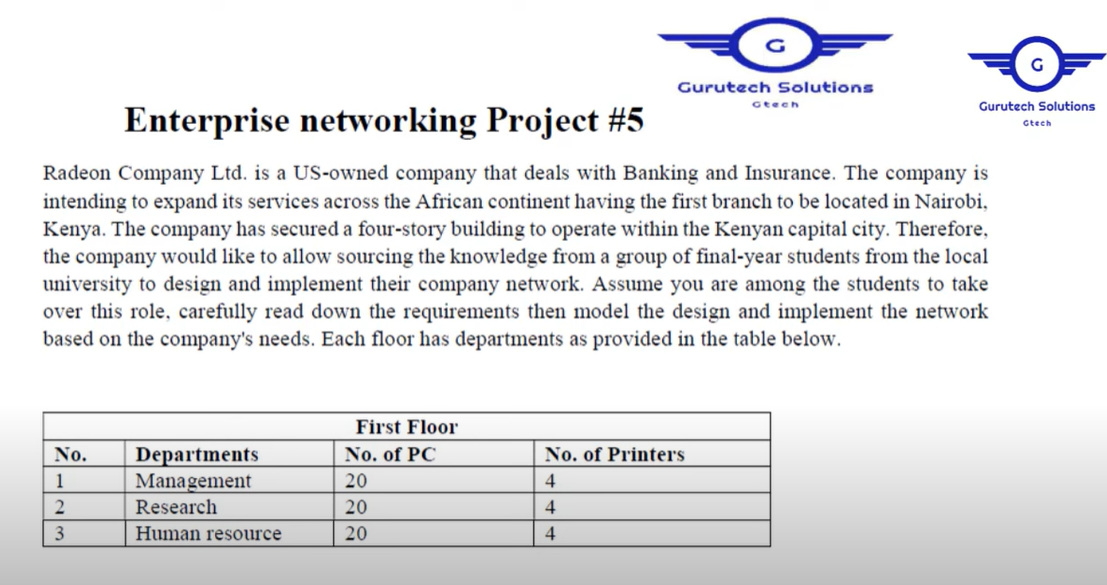 G
Gurutech Solutions
Gtech
G
Gurutech Solutions
Gtech
Enterprise networking Project #5
Radeon Company Ltd. is a US-owned company that deals with Banking and Insurance. The company is
intending to expand its services across the African continent having the first branch to be located in Nairobi,
Kenya. The company has secured a four-story building to operate within the Kenyan capital city. Therefore,
the company would like to allow sourcing the knowledge from a group of final-year students from the local
university to design and implement their company network. Assume you are among the students to take
over this role, carefully read down the requirements then model the design and implement the network
based on the company's needs. Each floor has departments as provided in the table below.
First Floor
No. Departments No. of PC No. of Printers
1 Management 20 4
2 Research 20 4
3 Human resource 20 4